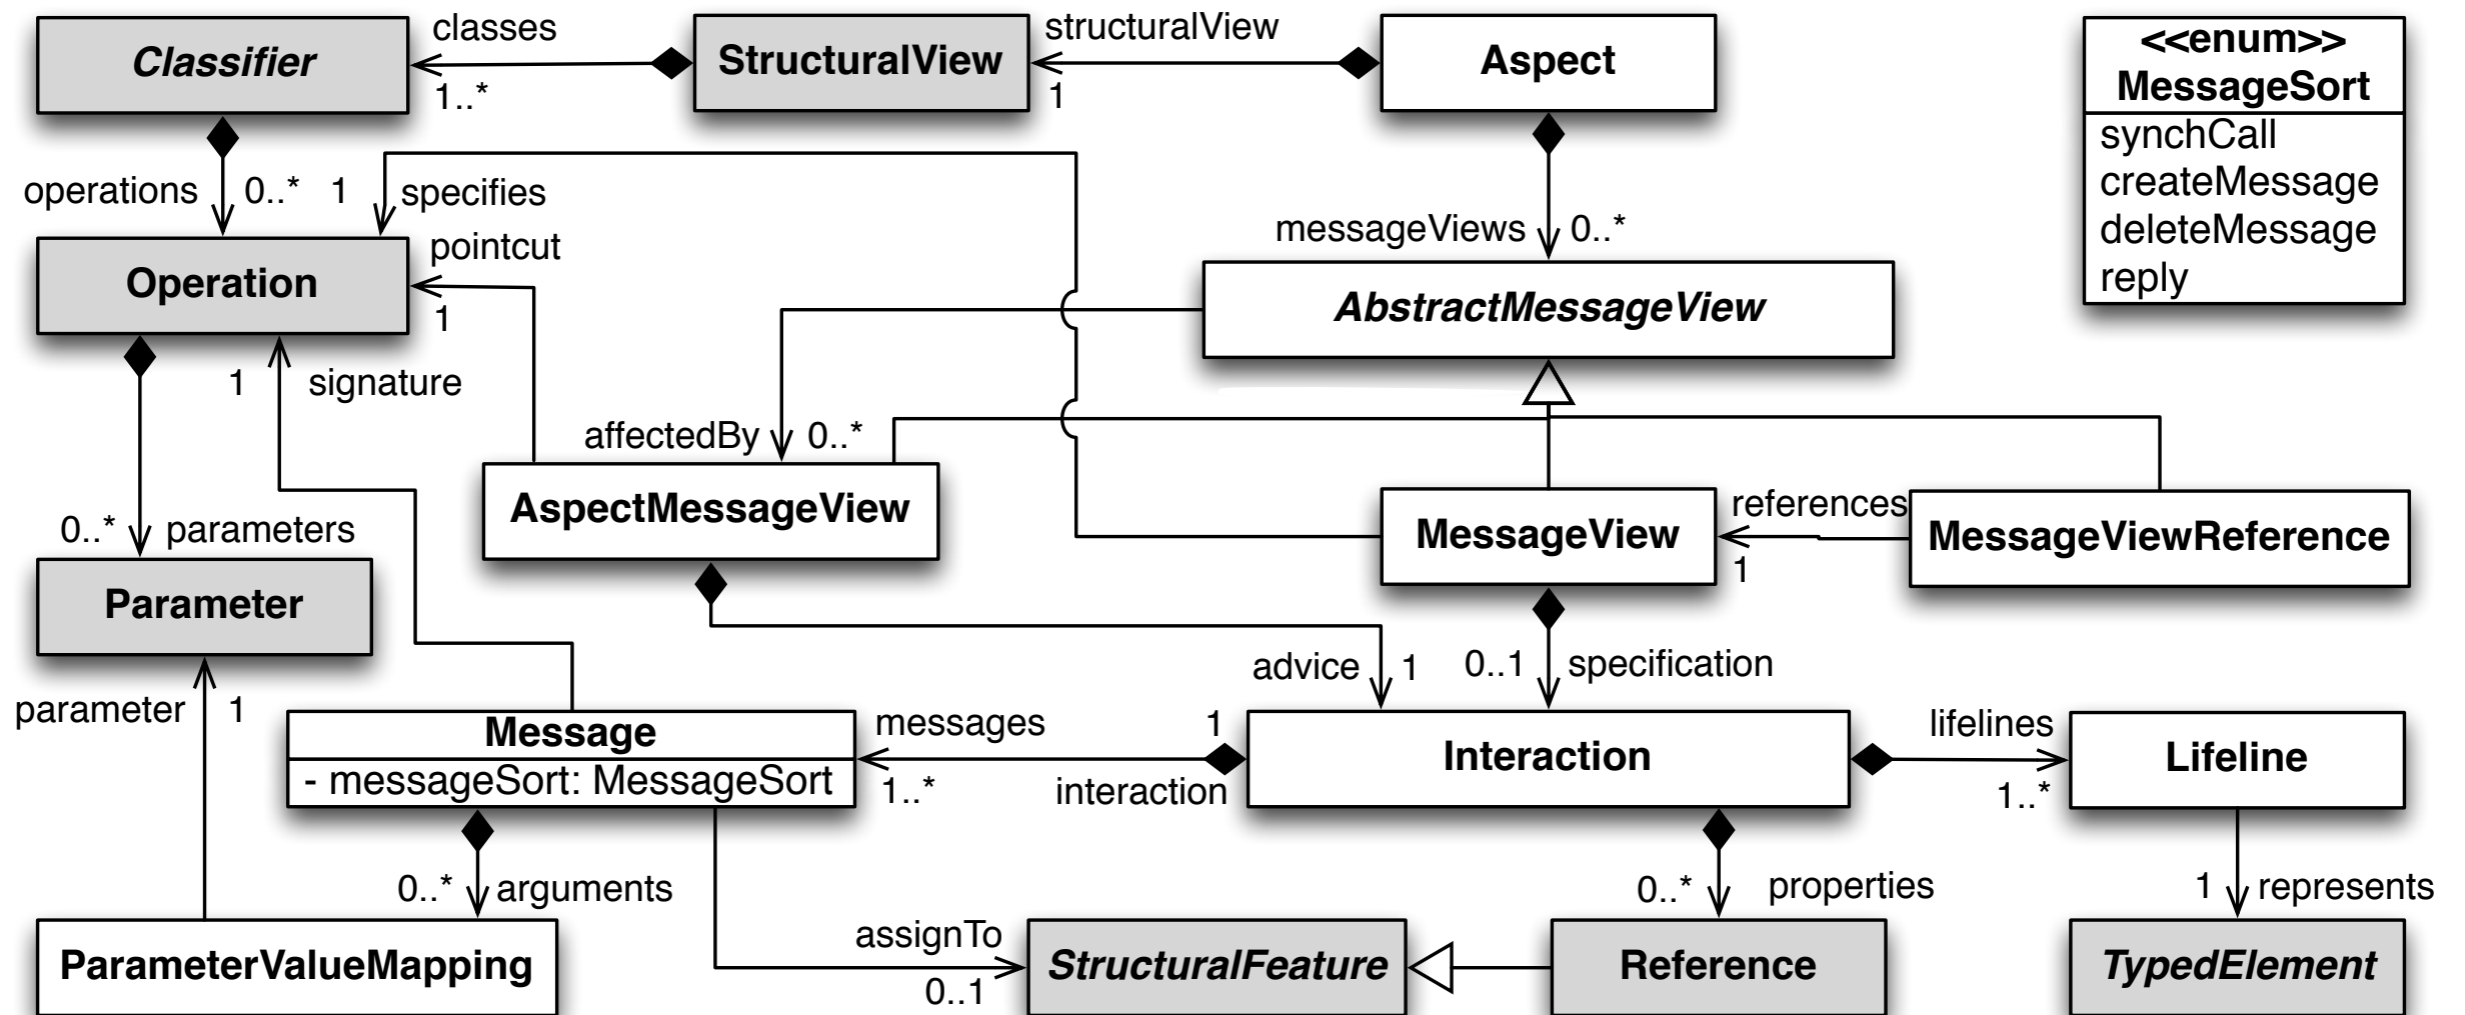 classes
structuralView
Classifier
StructuralView
Aspect
<<enum>>
MessageSort
1..*
1
synchCall
createMessage
deleteMessage
reply
operations
0..*
1
specifies
messageViews
0..*
pointcut
Operation
1
AbstractMessageView
1
signature
affectedBy
0..*
AspectMessageView
MessageView
references
1
MessageViewReference
0..*
parameters
Parameter
advice
1
0..1
specification
parameter
1
Message
- messageSort: MessageSort
messages
1..*
1
interaction
Interaction
lifelines
1..*
Lifeline
0..*
arguments
0..*
properties
1
represents
ParameterValueMapping
assignTo
0..1
StructuralFeature
Reference
TypedElement